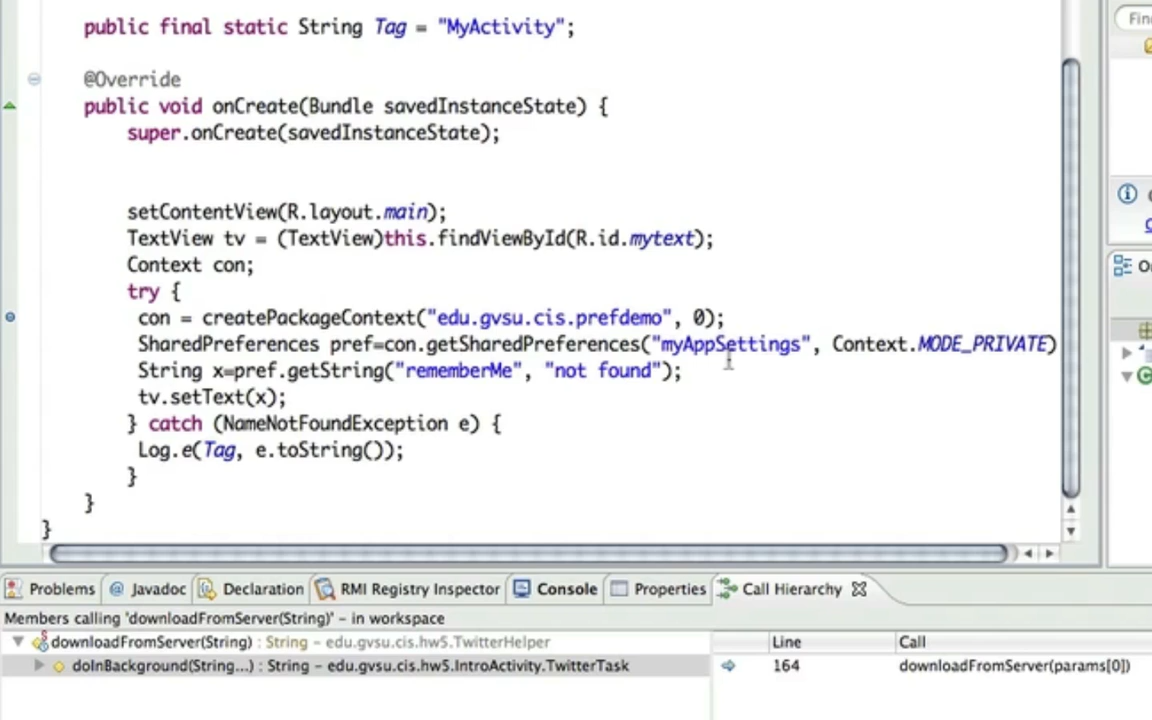 public final static String Tag = "MyActivity";
@Override
public void onCreate(Bundle savedInstanceState) {
super.onCreate(savedInstanceState);
setContentView(R.layout.main);
TextView tv = (TextView)this.findViewById(R.id.mytext);
Context con;
try {
con = createPackageContext("edu.gvsu.cis.prefdemo", 0);
SharedPreferences pref=con.getSharedPreferences("myAppSettings", Context.MODE_PRIVATE)
String x=pref.getString("rememberMe", "not found");
tv.setText(x);
} catch (NameNotFoundException e) {
Log.e(Tag, e.toString());
}
}
}
Problems @ Javadoc Declaration RMI Registry Inspector Console Properties Call Hierarchy
Members calling 'downloadFromServer(String)' - in workspace
downloadFromServer(String) : String - edu.gvsu.cis.hw5.TwitterHelper
doInBackground(String...) : String - edu.gvsu.cis.hw5.IntroActivity.TwitterTask
Line Call
164 downloadFromServer(params[0])